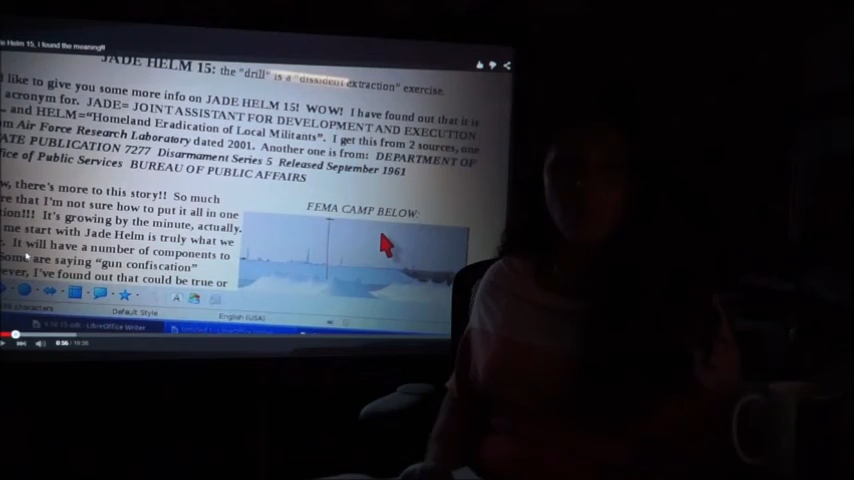 e Helm 15, I found the meaning!!
JADE HELM 15: the "drill" is a "dissident extraction" exercise.
like to give you some more info on JADE HELM 15! WOW! I have found out that it is
acronym for. JADE= JOINT ASSISTANT FOR DEVELOPMENT AND EXECUTION
and HELM="Homeland Eradication of Local Militants". I get this from 2 sources, one
m Air Force Research Laboratory dated 2001. Another one is from: DEPARTMENT OF
ATE PUBLICATION 7277 Disarmament Series 5 Released September 1961
fice of Public Services BUREAU OF PUBLIC AFFAIRS
w, there's more to this story!! So much
re that I'm not sure how to put it all in one
tion!!! It's growing by the minute, actually.
me start with Jade Helm is truly what we
. It will have a number of components to
Some are saying "gun confiscation"
ever, I've found out that could be true or
FEMA CAMP BELOW:
characters Default Style English (USA)
LibreOffice Writer
0:56